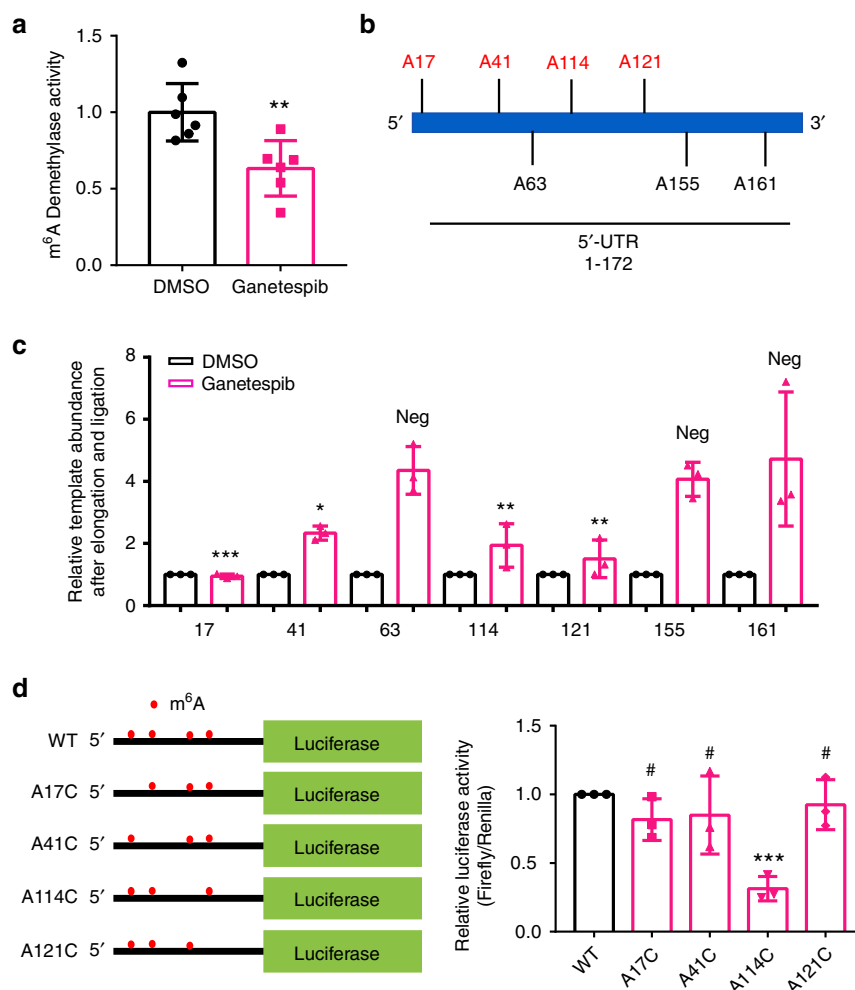 a
m⁶A Demethylase activity
1.5
1.0
0.5
0.0
**
DMSO Ganetespib
b
A17 A41 A114 A121
5′ 3′
A63 A155 A161
5′-UTR
1-172
c
Relative template abundance
after elongation and ligation
8
6
4
2
0
DMSO
Ganetespib
***
*
Neg
**
**
Neg
Neg
17 41 63 114 121 155 161
d
m⁶A
WT 5′ Luciferase
A17C 5′ Luciferase
A41C 5′ Luciferase
A114C 5′ Luciferase
A121C 5′ Luciferase
Relative luciferase activity
(Firefly/Renilla)
1.5
1.0
0.5
0.0
# # *** #
WT A17C A41C A114C A121C